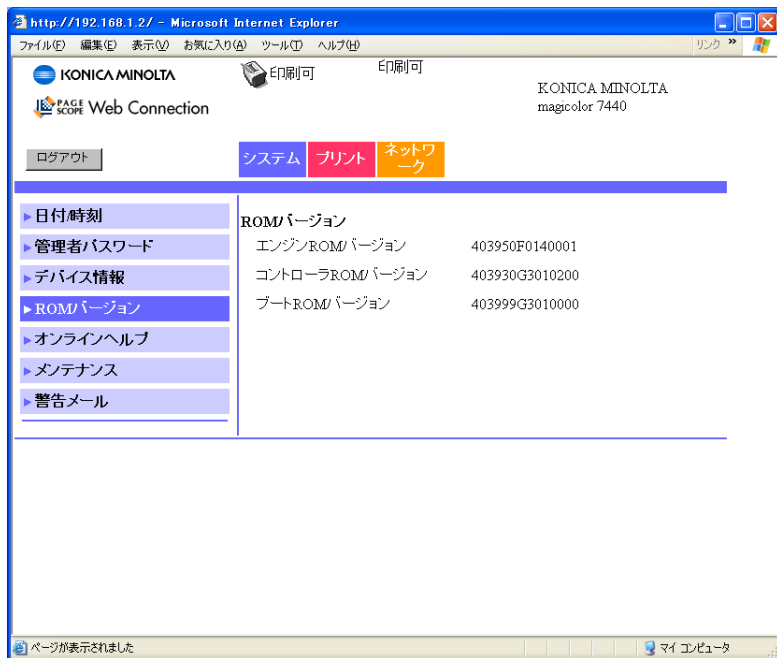 http://192.168.1.2/ - Microsoft Internet Explorer
ファイル(F) 編集(E) 表示(V) お気に入り(A) ツール(T) ヘルプ(H) リンク »
KONICA MINOLTA
印刷可
印刷可
KONICA MINOLTA
magicolor 7440
PAGE SCOPE Web Connection
ログアウト
システム
プリント
ネットワ
ーク
日付/時刻
管理者パスワード
デバイス情報
ROMバージョン
オンラインヘルプ
メンテナンス
警告メール
ROMバージョン
エンジンROMバージョン 403950F0140001
コントローラROMバージョン 403930G3010200
ブートROMバージョン 403999G3010000
ページが表示されました
マイ コンピュータ